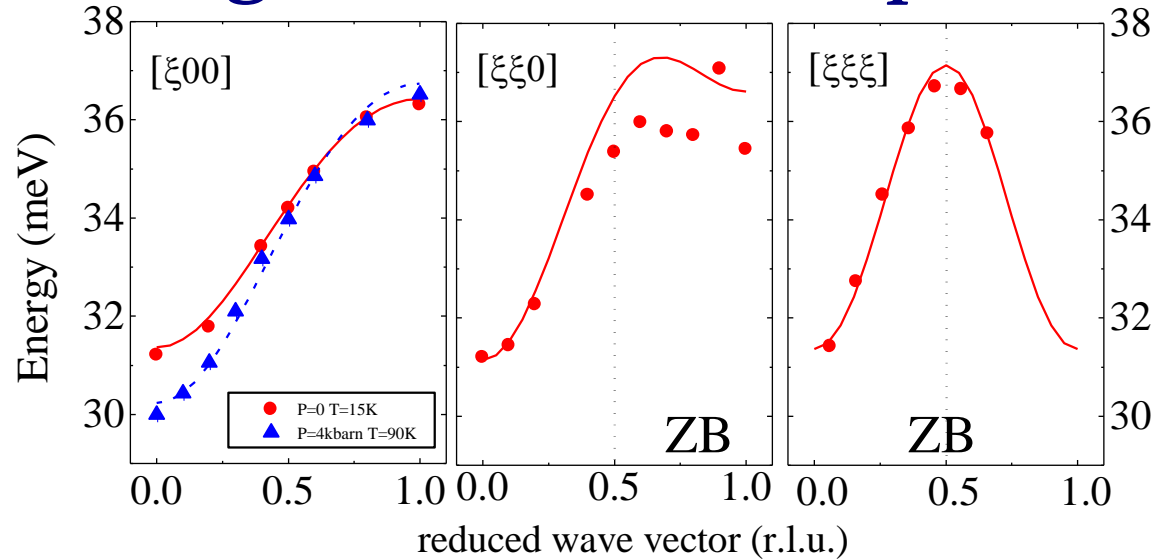 [ξ00]
[ξξ0]
[ξξξ]
Energy (meV)
38
36
34
32
30
P=0 T=15K
P=4kbarn T=90K
ZB
ZB
38
36
34
32
30
0.0 0.5 1.0
0.0 0.5 1.0
0.0 0.5 1.0
reduced wave vector (r.l.u.)